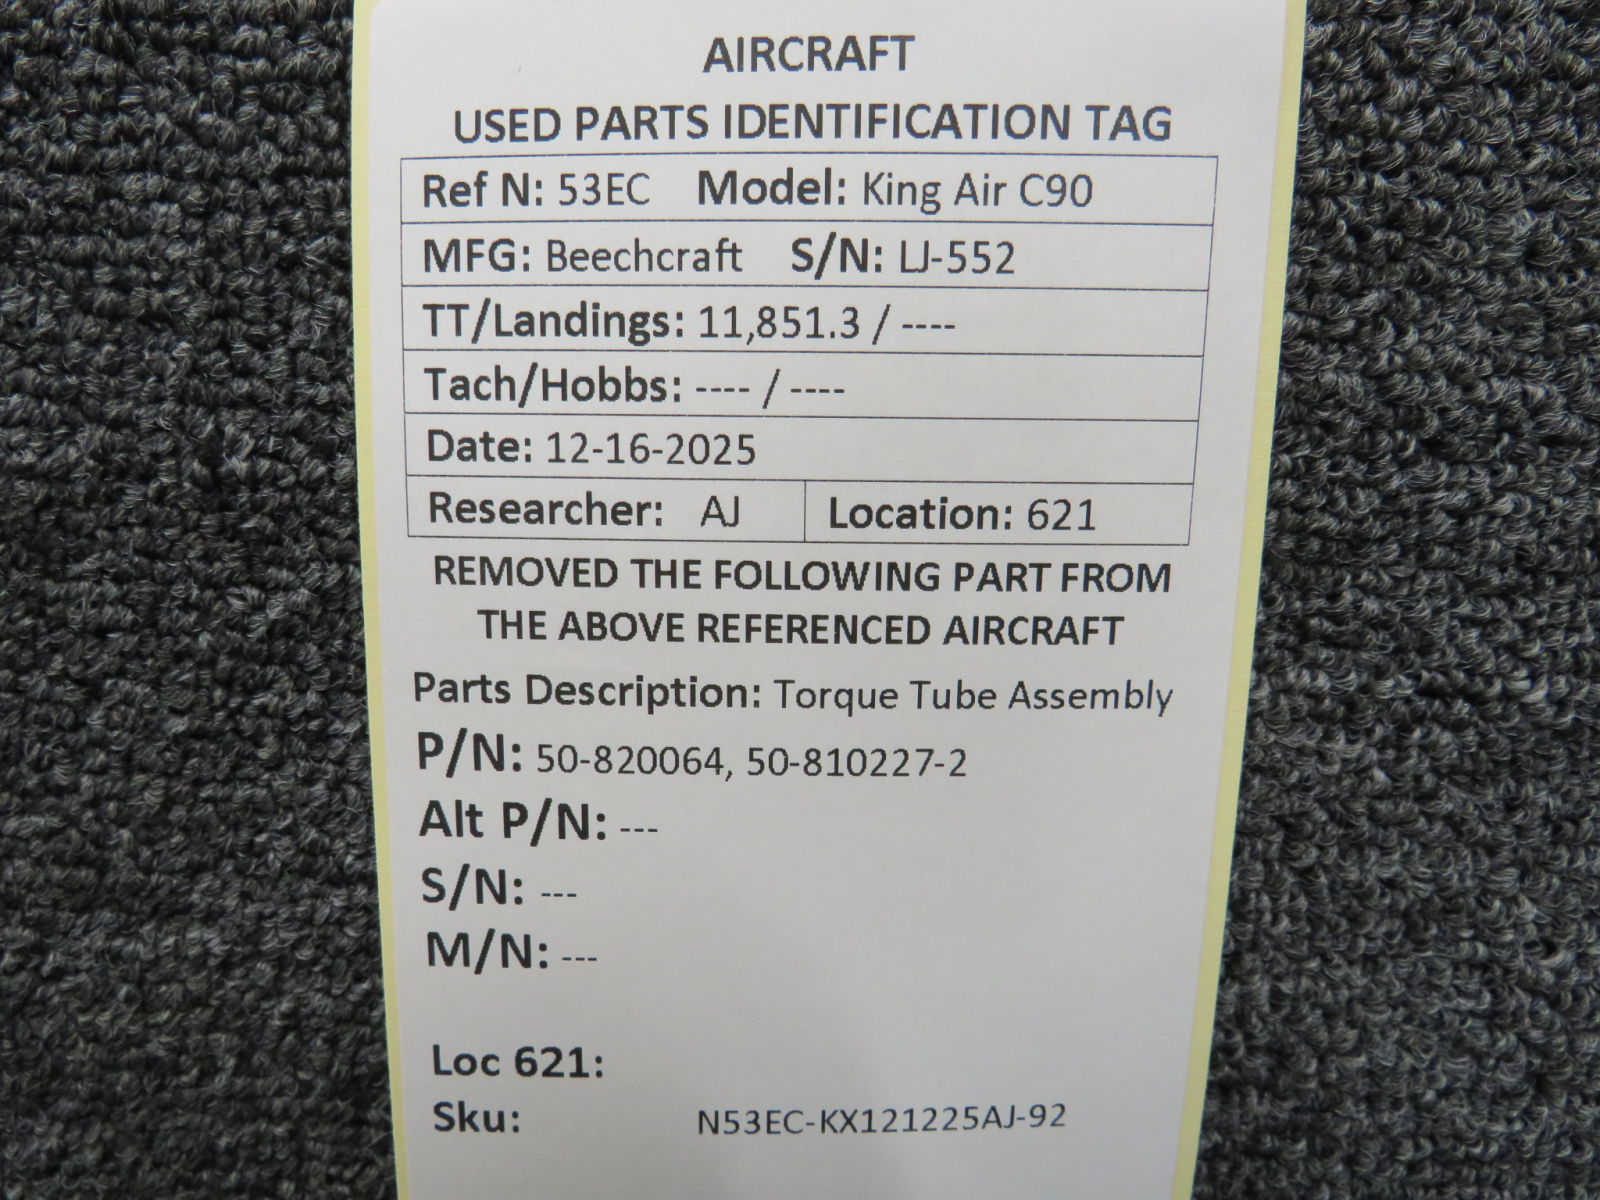 AIRCRAFT
USED PARTS IDENTIFICATION TAG
Ref N: 53EC Model: King Air C90
MFG: Beechcraft S/N: LJ-552
TT/Landings: 11,851.3 / ----
Tach/Hobbs: ---- / ----
Date: 12-16-2025
Researcher: AJ Location: 621
REMOVED THE FOLLOWING PART FROM
THE ABOVE REFERENCED AIRCRAFT
Parts Description: Torque Tube Assembly
P/N: 50-820064, 50-810227-2
Alt P/N: ---
S/N: ---
M/N: ---
Loc 621:
Sku: N53EC-KX121225AJ-92